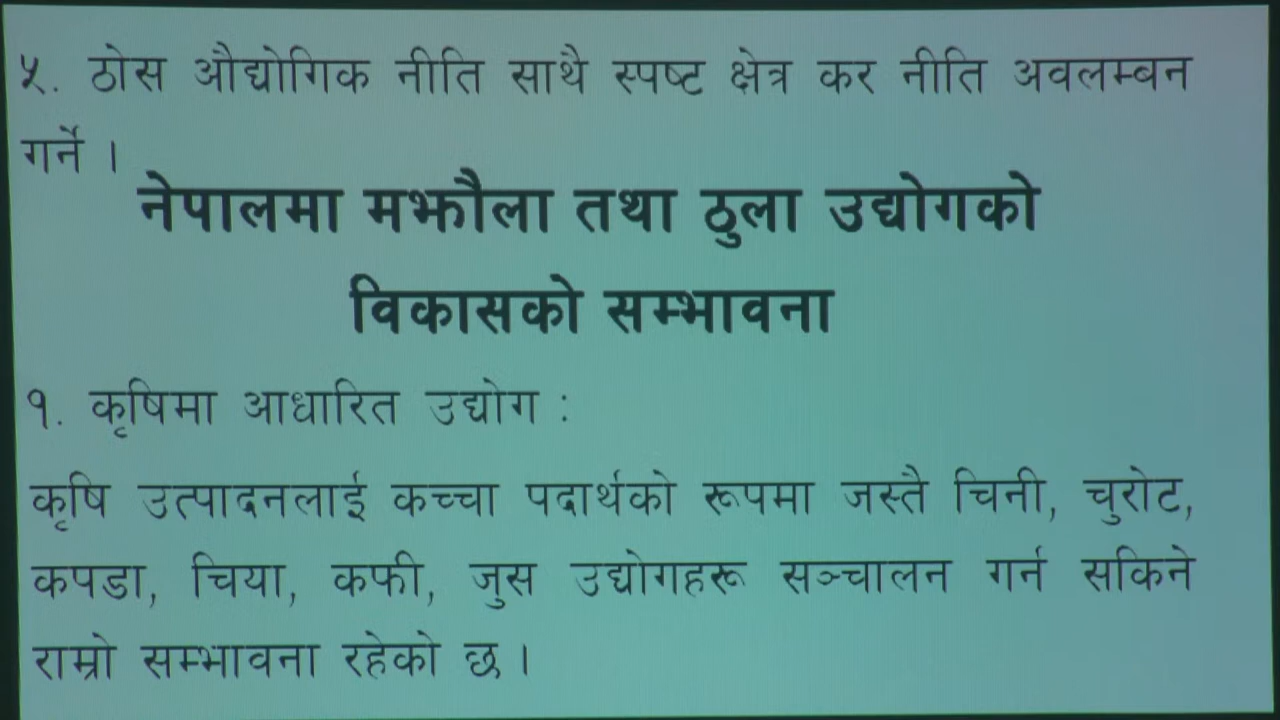 ५. ठोस औद्योगिक नीति साथै स्पष्ट क्षेत्र कर नीति अवलम्बन
गर्ने ।
नेपालमा मझौला तथा ठुला उद्योगको
विकासको सम्भावना
१. कृषिमा आधारित उद्योग :
कृषि उत्पादनलाई कच्चा पदार्थको रूपमा जस्तै चिनी, चुरोट,
कपडा, चिया, कफी, जुस उद्योगहरू सञ्चालन गर्न सकिने
राम्रो सम्भावना रहेको छ ।